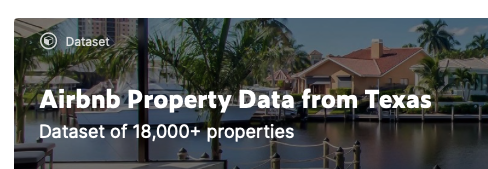 Dataset
Airbnb Property Data from Texas
Dataset of 18,000+ properties